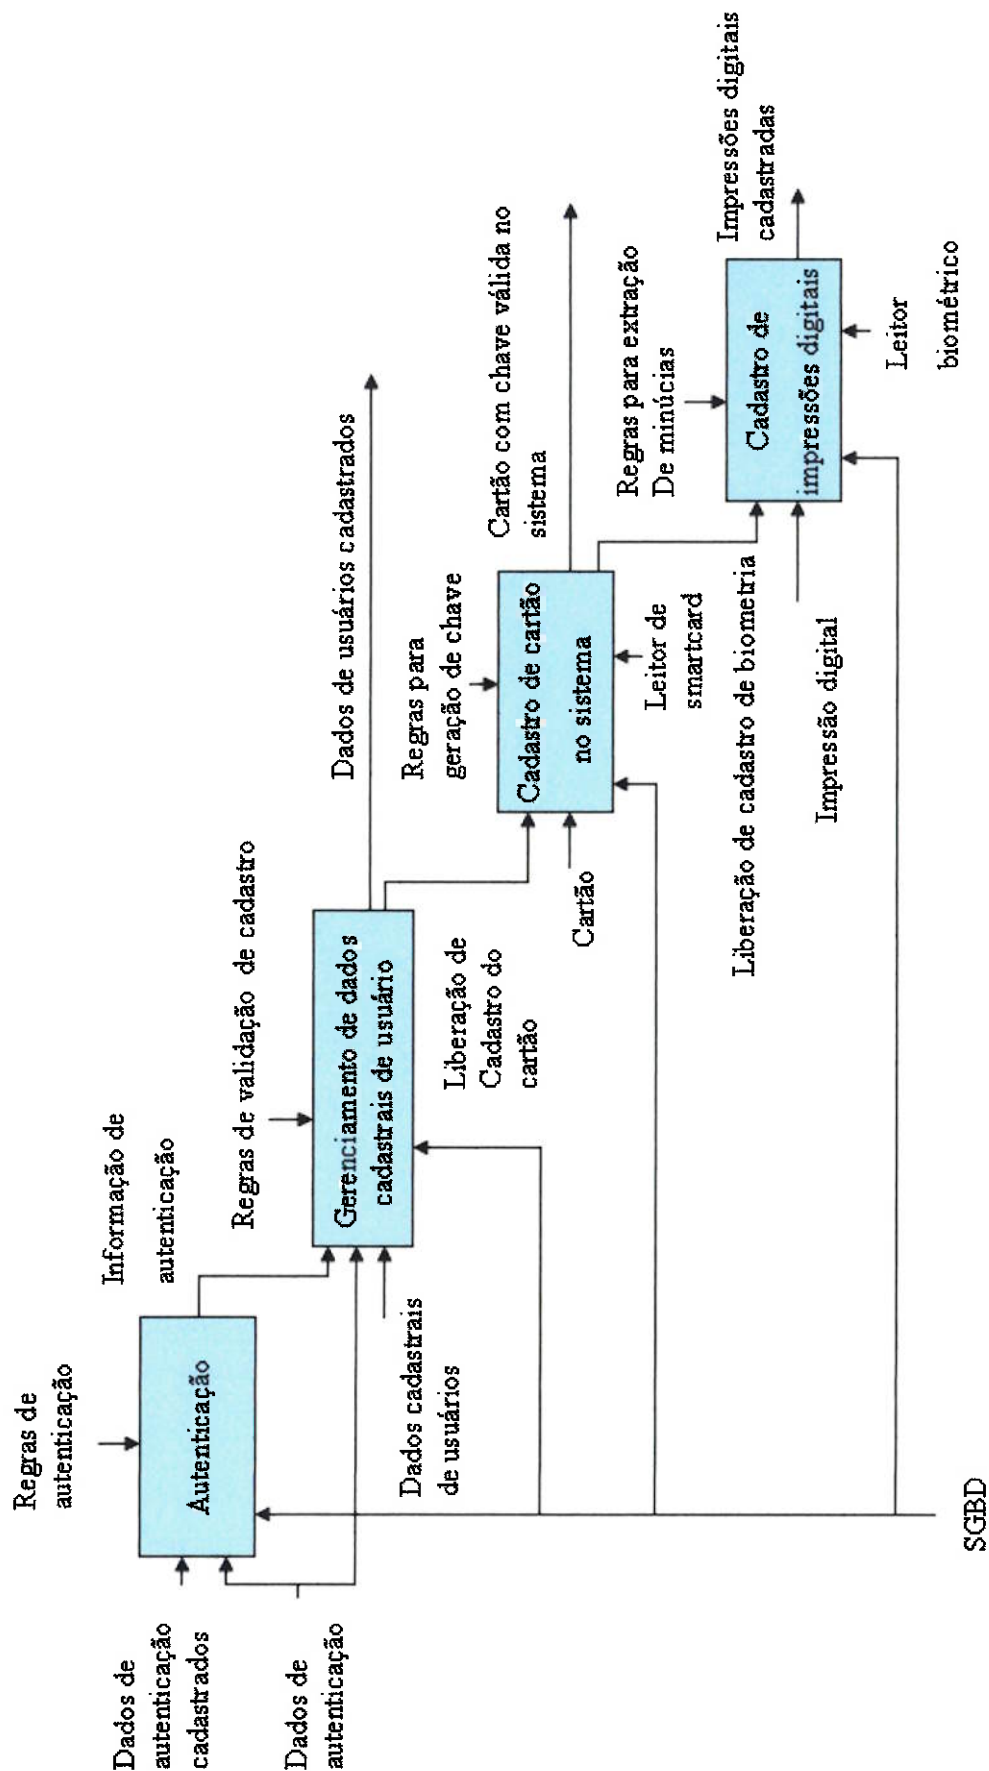 Regras de
autenticação
Informação de
autenticação
Dados de
autenticação
cadastrados
Dados de
autenticação
Autenticação
Regras de validação de cadastro
Gerenciamento de dados
cadastrais de usuário
Dados cadastrais
de usuários
Dados de usuários cadastrados
Liberação de
Cadastro do
cartão
Regras para
geração de chave
Cadastro de cartão
no sistema
Cartão
Leitor de
smartcard
Cartão com chave válida no
sistema
Regras para extração
De minúcias
Liberação de cadastro de biometria
Impressão digital
Cadastro de
impressões digitais
Impressões digitais
cadastradas
Leitor
biométrico
SGBD